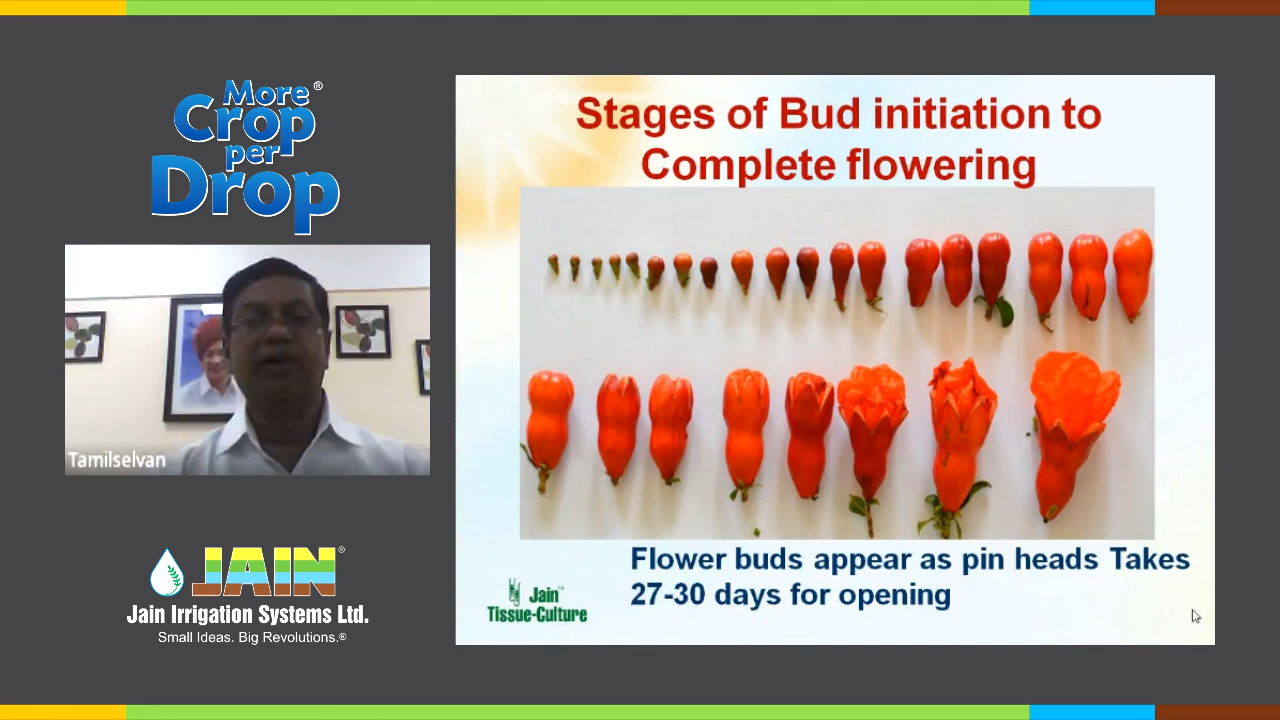 More®
Crop
per
Drop
Tamilselvan
JAIN®
Jain Irrigation Systems Ltd.
Small Ideas. Big Revolutions.®
Stages of Bud initiation to
Complete flowering
Flower buds appear as pin heads Takes
27-30 days for opening
Jain™
Tissue-Culture